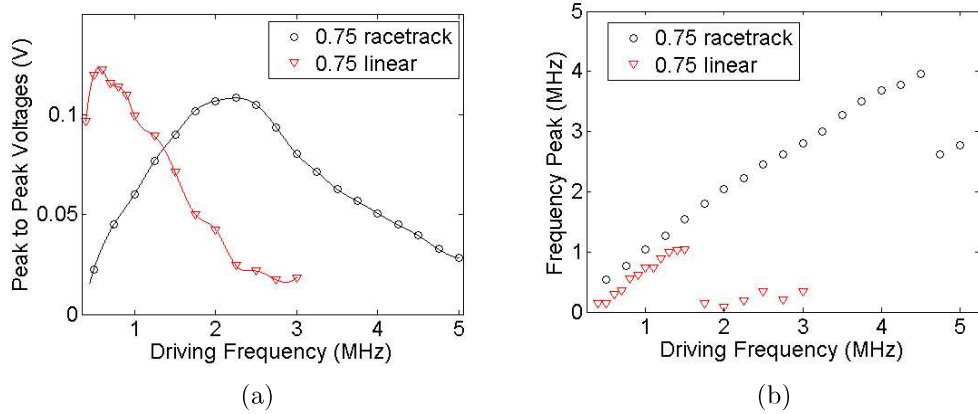 0.75 racetrack
0.75 linear
0.1
0.05
0
1
2
3
4
5
Peak to Peak Voltages (V)
Driving Frequency (MHz)
(a)
0.75 racetrack
0.75 linear
5
4
3
2
1
0
1
2
3
4
5
Frequency Peak (MHz)
Driving Frequency (MHz)
(b)